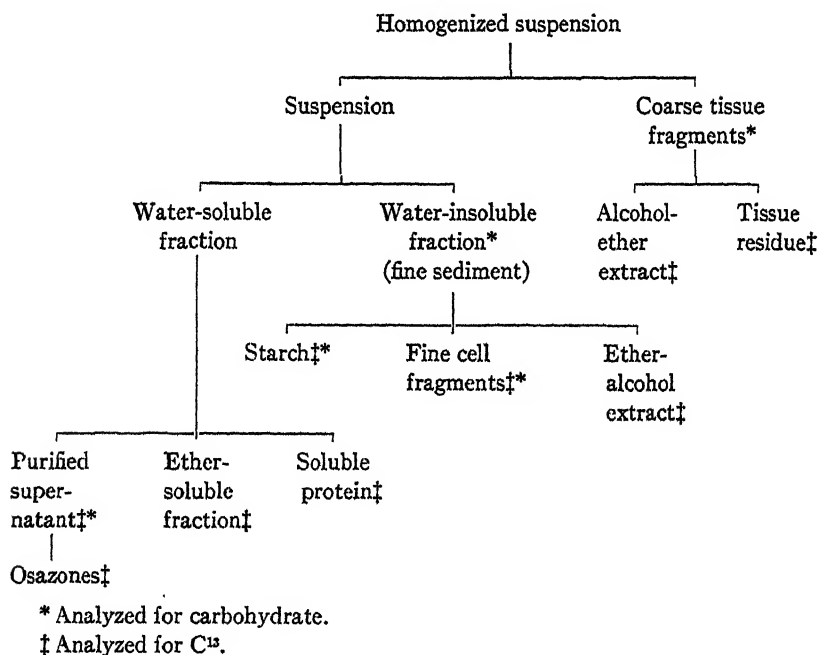 Homogenized suspension
Suspension
Coarse tissue
fragments*
Water-soluble
fraction
Water-insoluble
fraction*
(fine sediment)
Alcohol-
ether
extract‡
Tissue
residue‡
Starch‡*
Fine cell
fragments‡*
Ether-
alcohol
extract‡
Purified
super-
natant‡*
Ether-
soluble
fraction‡
Soluble
protein‡
Osazones‡
* Analyzed for carbohydrate.
‡ Analyzed for C¹³.